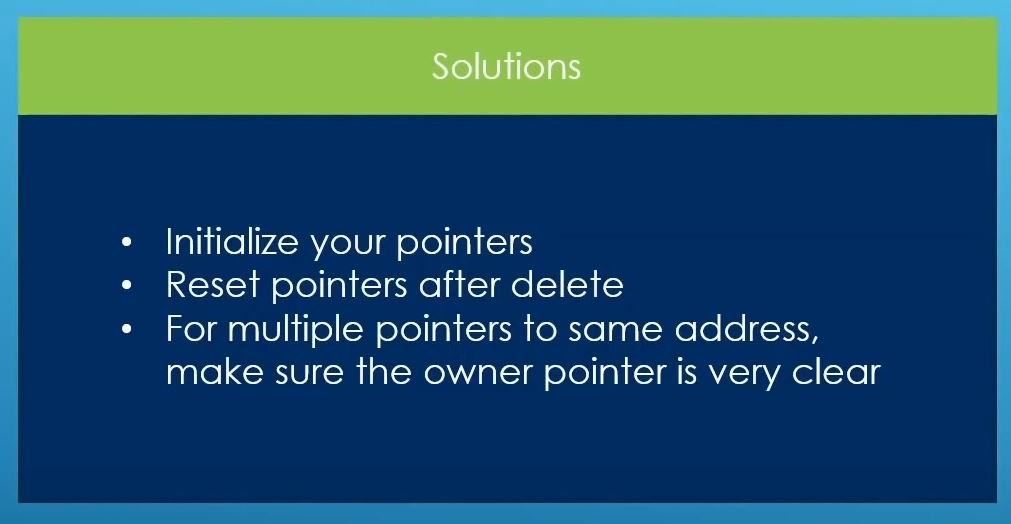 Solutions
• Initialize your pointers
• Reset pointers after delete
• For multiple pointers to same address,
make sure the owner pointer is very clear